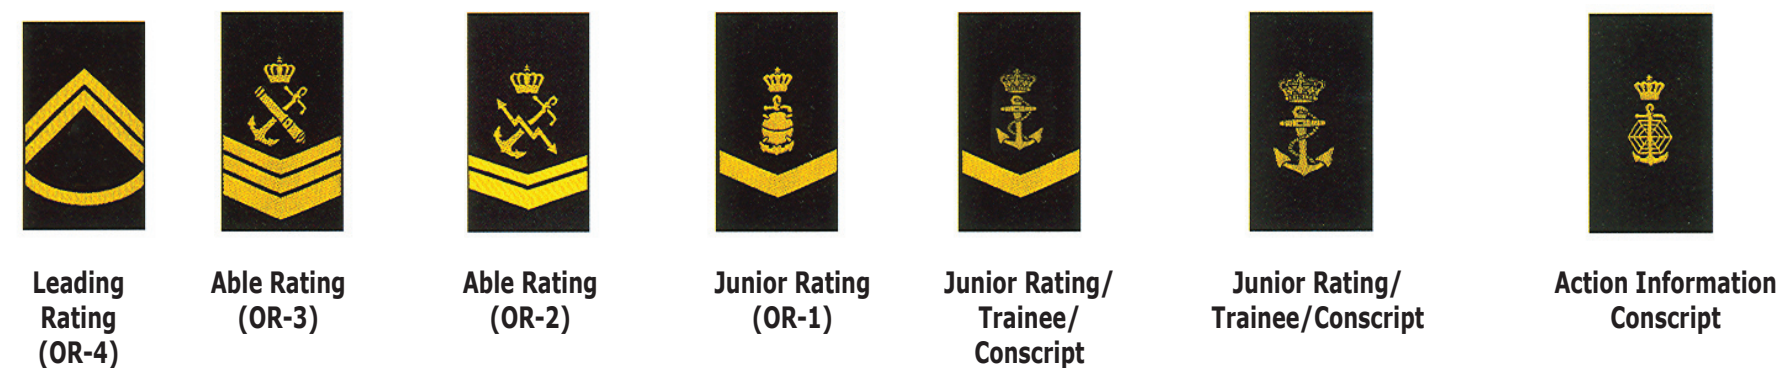 Leading
Rating
(OR-4)
Able Rating
(OR-3)
Able Rating
(OR-2)
Junior Rating
(OR-1)
Junior Rating/
Trainee/
Conscript
Junior Rating/
Trainee/Conscript
Action Information
Conscript